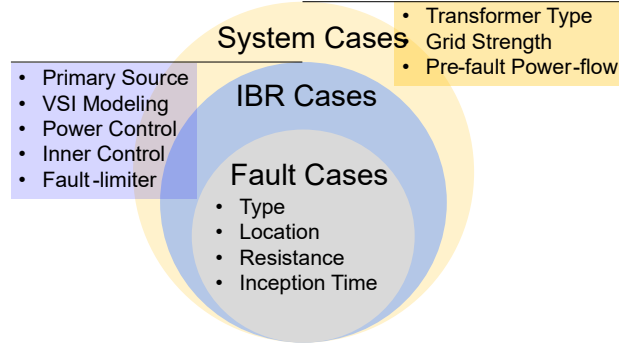 System Cases
• Transformer Type
• Grid Strength
• Pre-fault Power-flow
• Primary Source
• VSI Modeling
• Power Control
• Inner Control
• Fault-limiter
IBR Cases
Fault Cases
• Type
• Location
• Resistance
• Inception Time